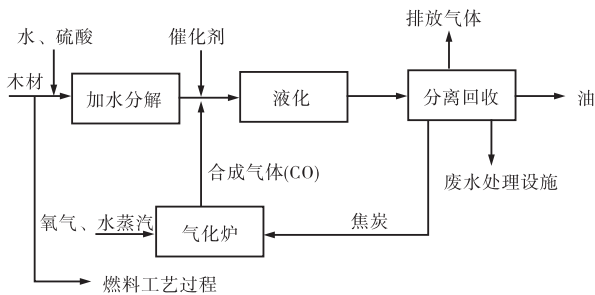 排放气体
水、硫酸
催化剂
木材
加水分解
液化
分离回收
油
合成气体(CO)
废水处理设施
氧气、水蒸汽
气化炉
焦炭
燃料工艺过程